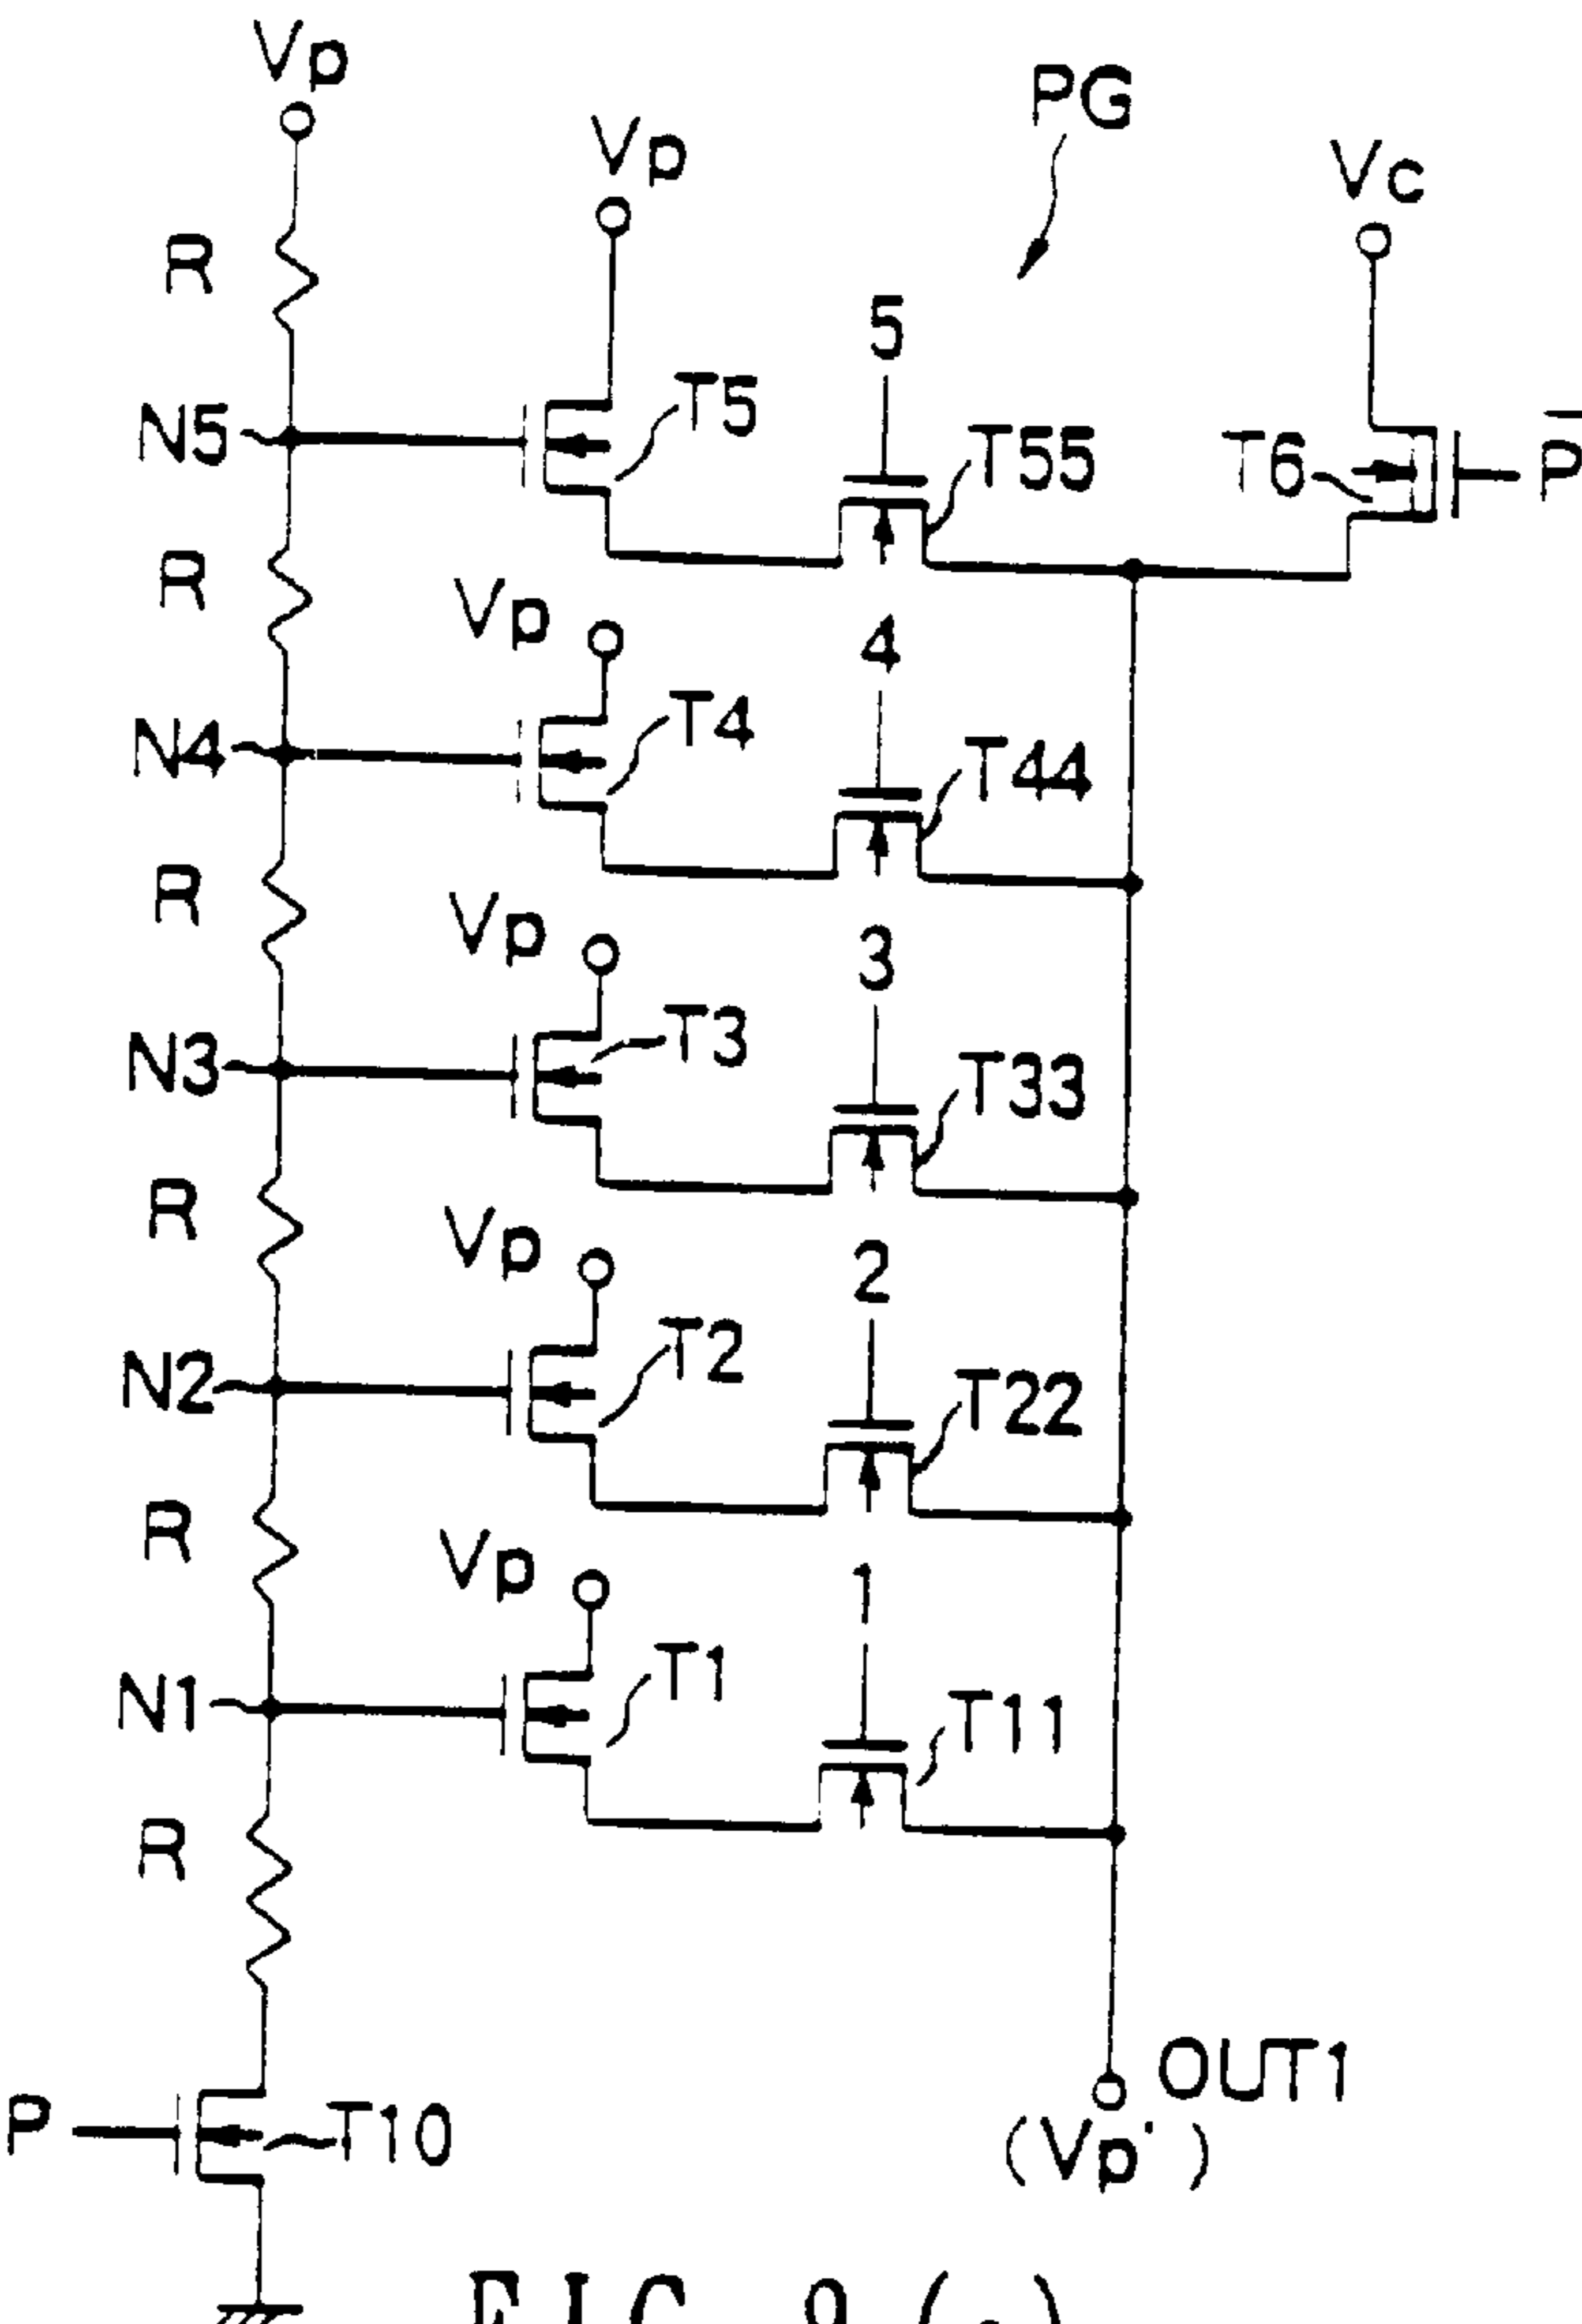 Vp
Vp
PG
Vc
R
5
T5
N5
T55
T6
P̅
R
Vp
4
T4
N4
T44
R
Vp
3
T3
N3
T33
R
Vp
2
T2
N2
T22
R
Vp
1
T1
N1
T11
R
OUT1
P
T10
(Vp')